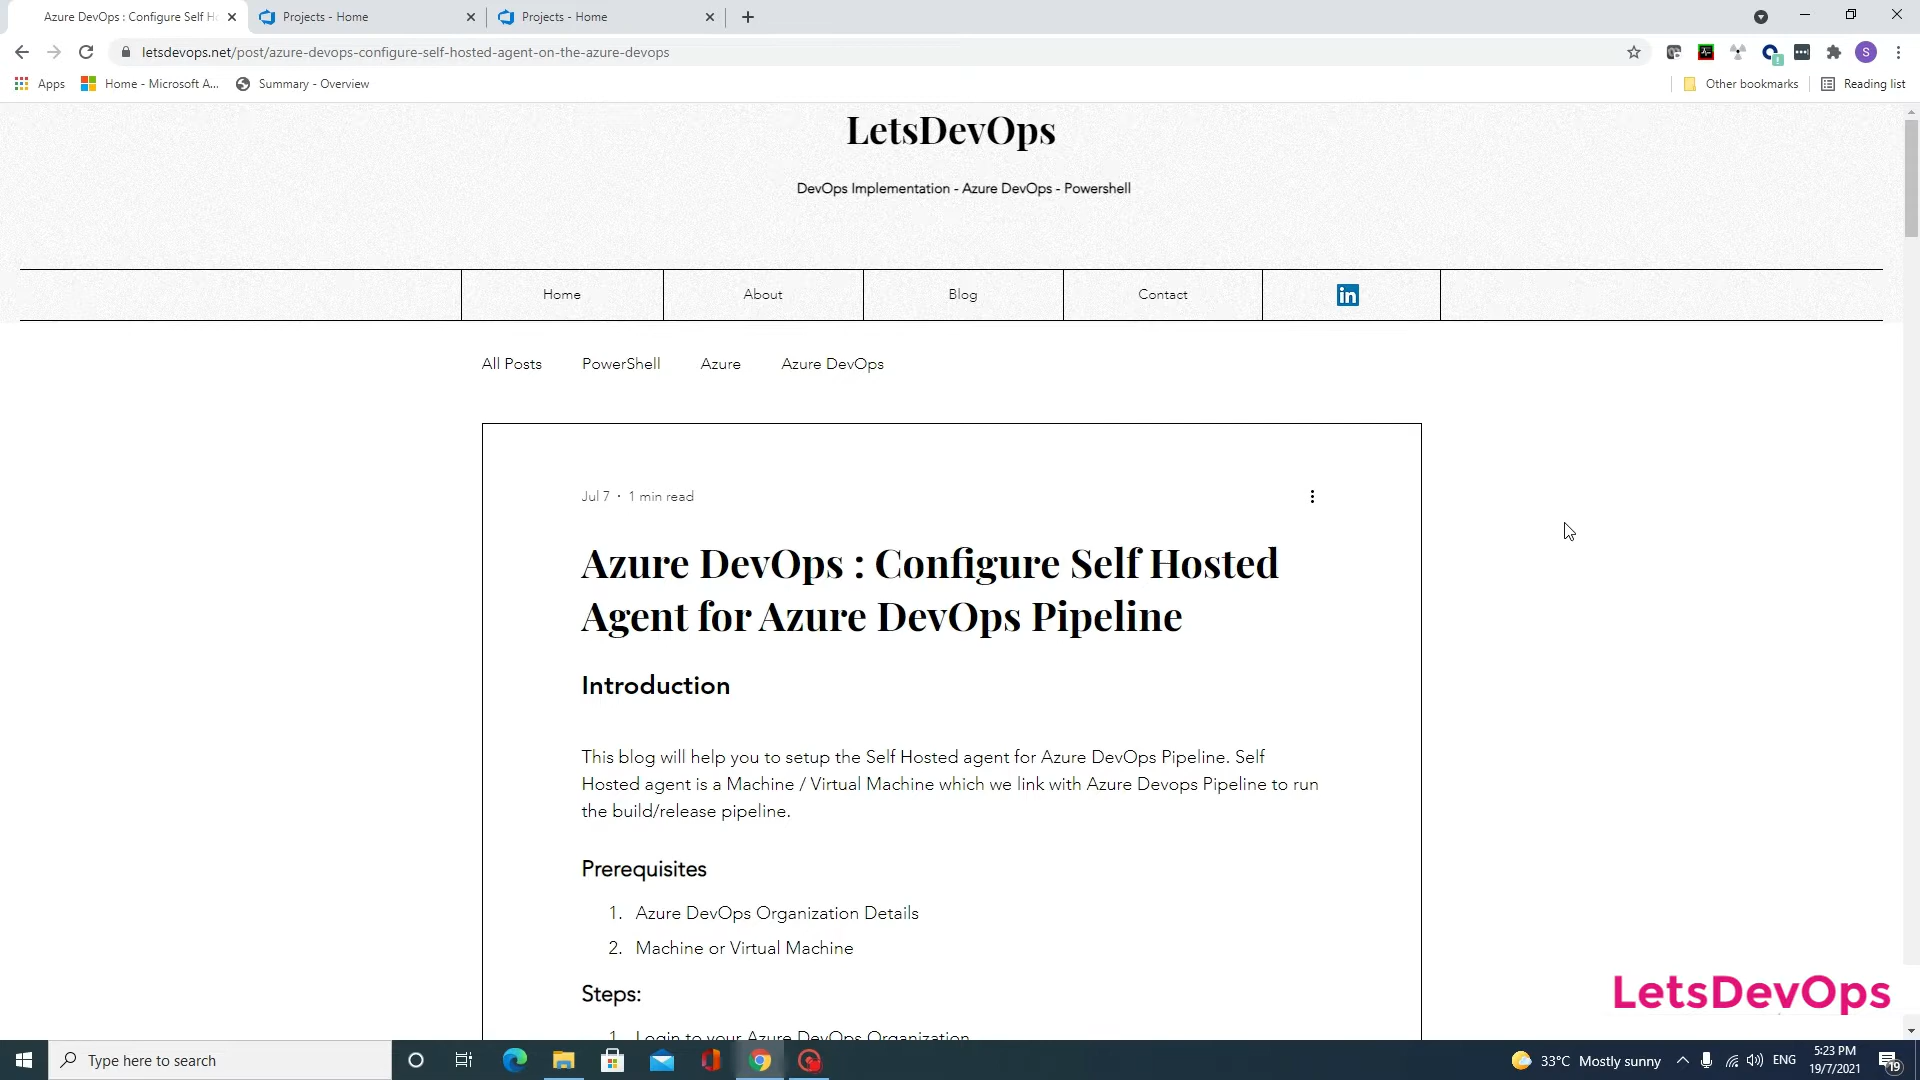 Azure DevOps : Configure Self H
Projects - Home
Projects - Home
letsdevops.net/post/azure-devops-configure-self-hosted-agent-on-the-azure-devops
S
Apps
Home - Microsoft A...
Summary - Overview
Other bookmarks
Reading list
LetsDevOps
DevOps Implementation - Azure DevOps - Powershell
Home
About
Blog
Contact
in
All Posts
PowerShell
Azure
Azure DevOps
Jul 7 · 1 min read
Azure DevOps : Configure Self Hosted
Agent for Azure DevOps Pipeline
Introduction
This blog will help you to setup the Self Hosted agent for Azure DevOps Pipeline. Self
Hosted agent is a Machine / Virtual Machine which we link with Azure Devops Pipeline to run
the build/release pipeline.
Prerequisites
1. Azure DevOps Organization Details
2. Machine or Virtual Machine
Steps:
1. Login to your Azure DevOps Organization
LetsDevOps
Type here to search
33°C Mostly sunny
ENG
5:23 PM
19/7/2021
19